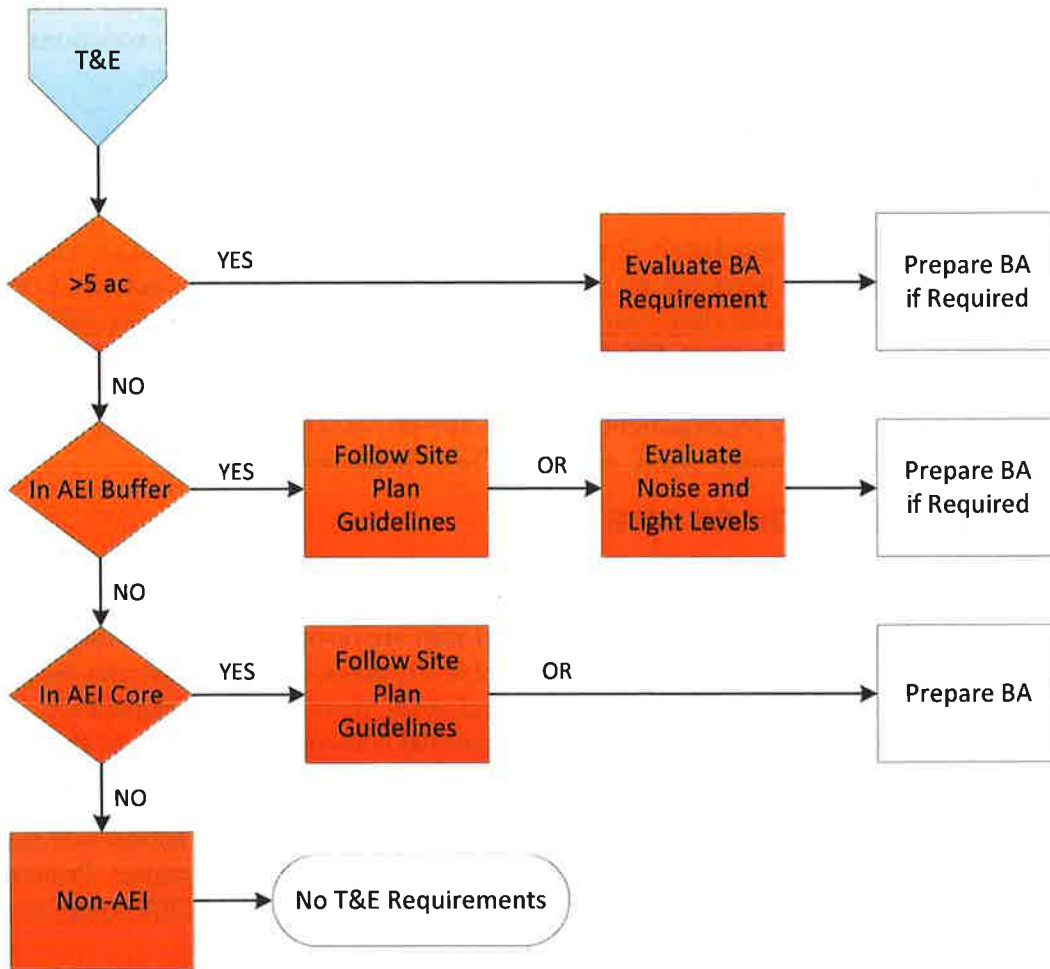 T&E
>5 ac
YES
Evaluate BA
Requirement
Prepare BA
if Required
NO
In AEI Buffer
YES
Follow Site
Plan
Guidelines
OR
Evaluate
Noise and
Light Levels
Prepare BA
if Required
NO
In AEI Core
YES
Follow Site
Plan
Guidelines
OR
Prepare BA
NO
Non-AEI
No T&E Requirements